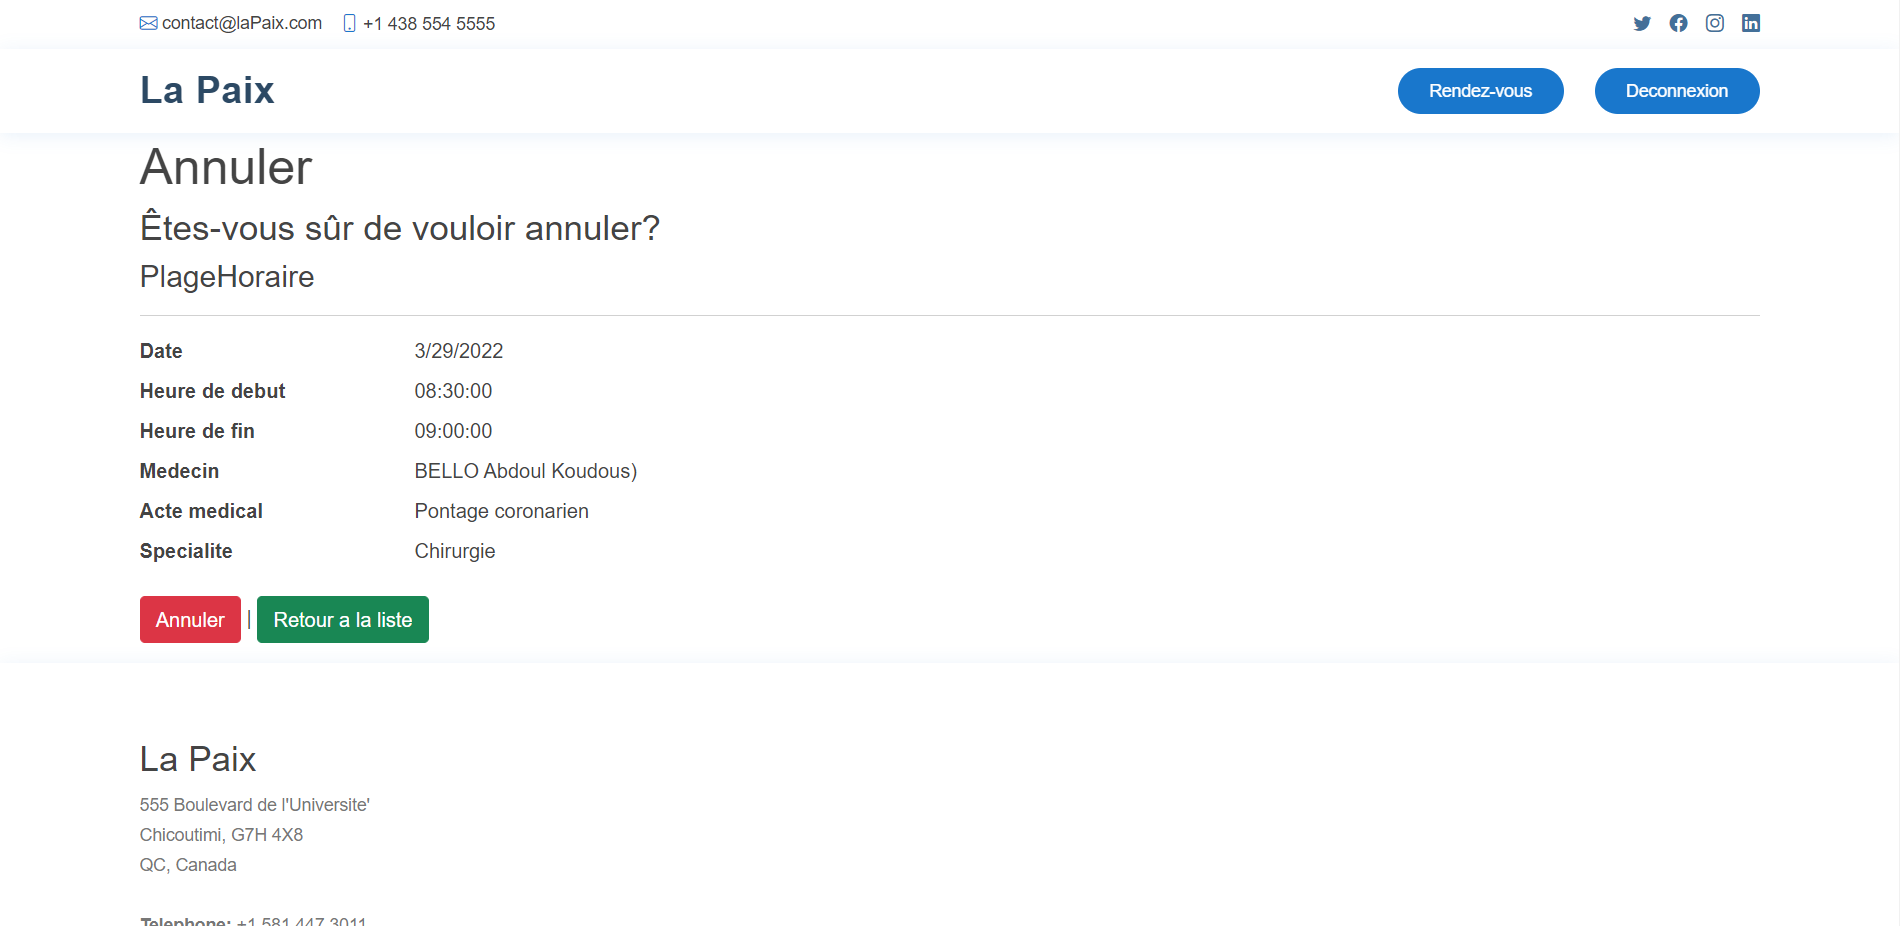 contact@laPaix.com +1 438 554 5555
La Paix Rendez-vous Deconnexion
Annuler
Êtes-vous sûr de vouloir annuler?
PlageHoraire
Date 3/29/2022
Heure de debut 08:30:00
Heure de fin 09:00:00
Medecin BELLO Abdoul Koudous)
Acte medical Pontage coronarien
Specialite Chirurgie
Annuler | Retour a la liste
La Paix
555 Boulevard de l'Universite'
Chicoutimi, G7H 4X8
QC, Canada
Telephone: +1 581 447 3011